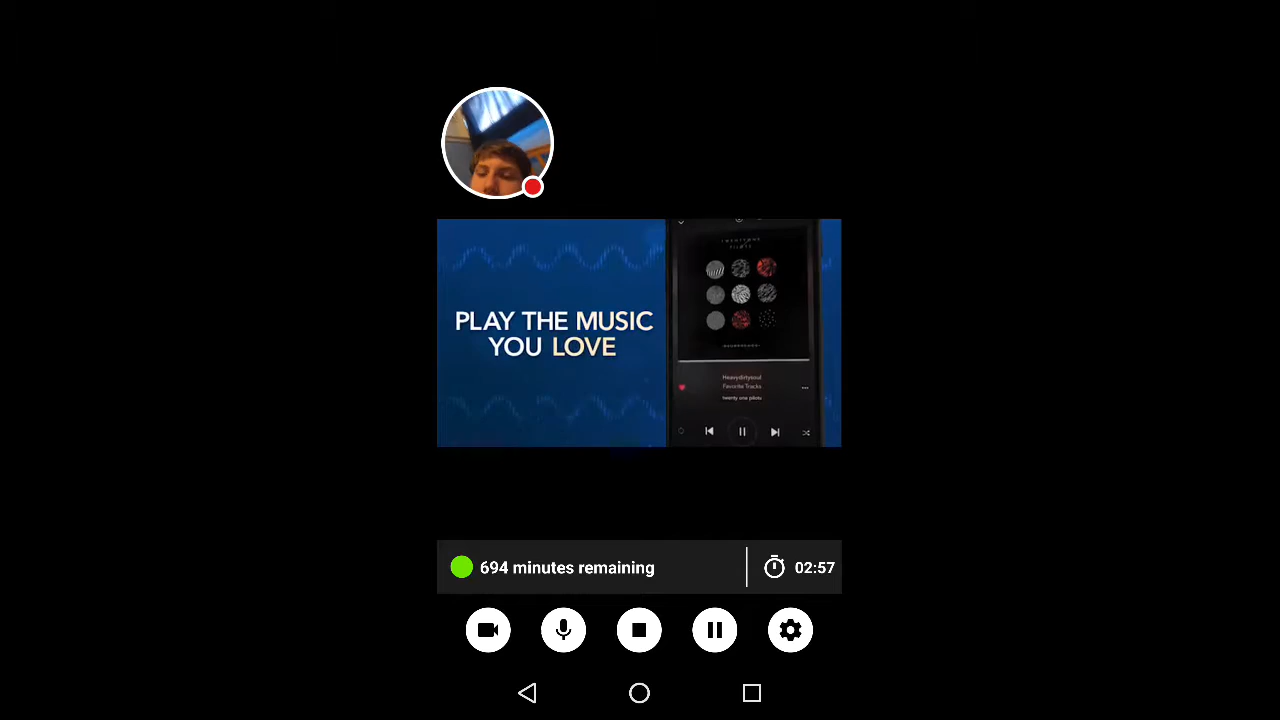 PLAY THE MUSIC
YOU LOVE
Heavydirtysoul
Favorite Tracks
twenty one pilots
694 minutes remaining
02:57